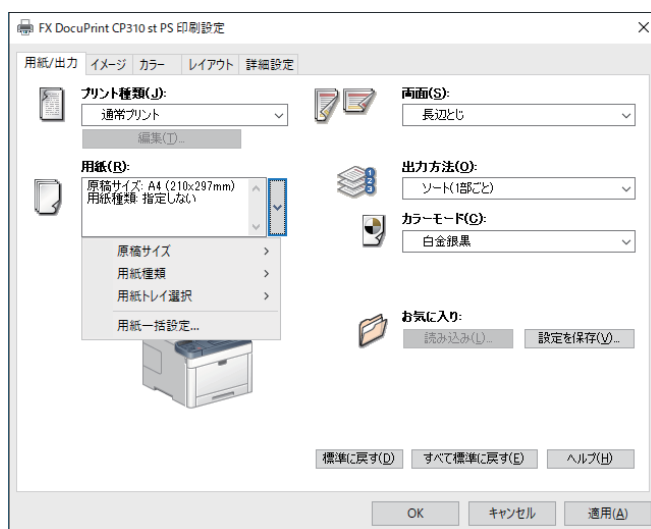 FX DocuPrint CP310 st PS 印刷設定
用紙/出力 イメージ カラー レイアウト 詳細設定
プリント種類(J):
通常プリント
編集(T)...
用紙(R):
原稿サイズ: A4 (210x297mm)
用紙種類: 指定しない
原稿サイズ
用紙種類
用紙トレイ選択
用紙一括設定...
両面(S):
長辺とじ
1
2
3
出力方法(O):
ソート(1部ごと)
カラーモード(C):
白金銀黒
お気に入り:
読み込み(L)... 設定を保存(V)...
標準に戻す(D) すべて標準に戻す(E) ヘルプ(H)
OK キャンセル 適用(A)